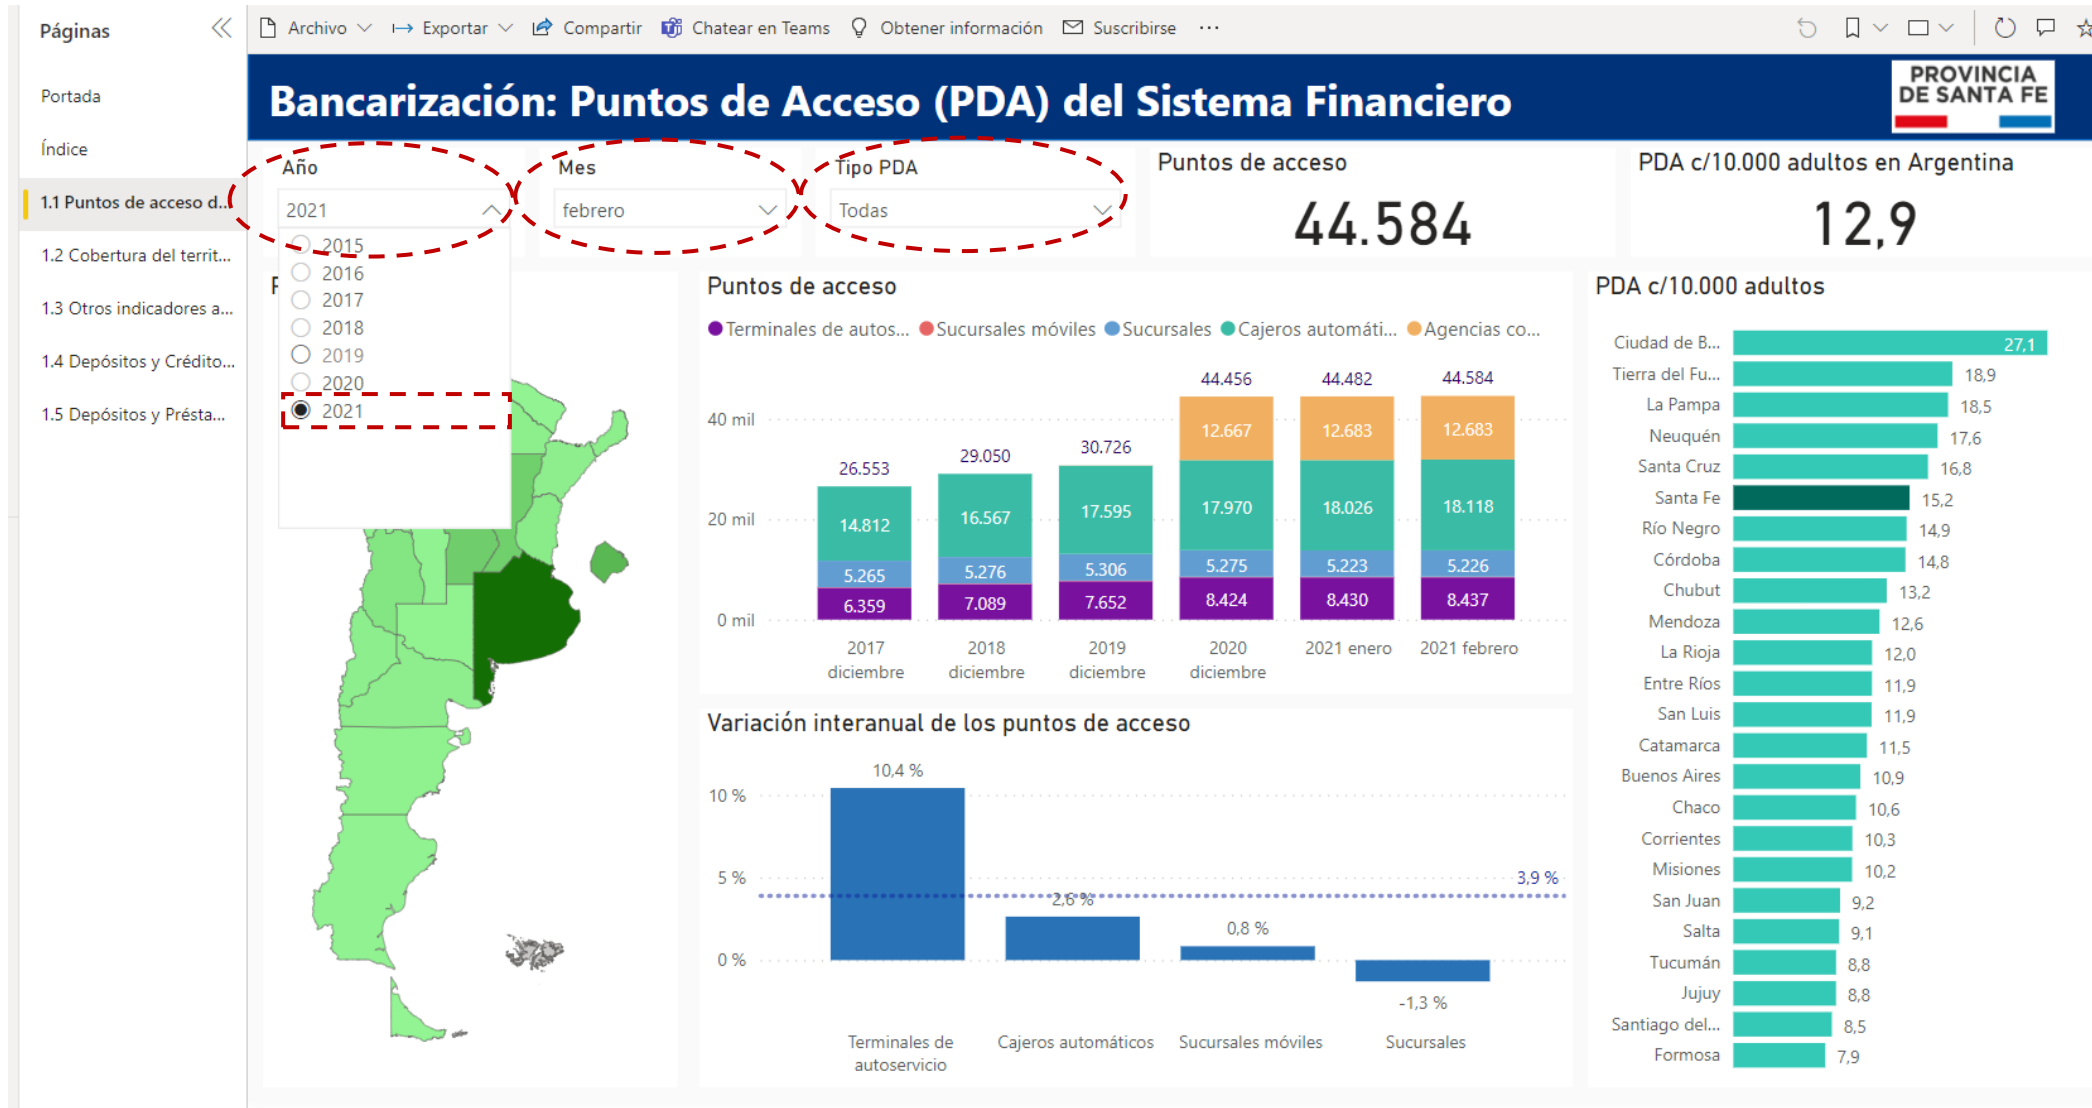 Páginas
Archivo
Exportar
Compartir
Chatear en Teams
Obtener información
Suscribirse
Portada
Índice
1.1 Puntos de acceso d...
1.2 Cobertura del territ...
1.3 Otros indicadores a...
1.4 Depósitos y Crédito...
1.5 Depósitos y Présta...
Bancarización: Puntos de Acceso (PDA) del Sistema Financiero
PROVINCIA
DE SANTA FE
Año
2021
2015
2016
2017
2018
2019
2020
2021
Mes
febrero
Tipo PDA
Todas
Puntos de acceso
44.584
PDA c/10.000 adultos en Argentina
12,9
Puntos de acceso
Terminales de autos... Sucursales móviles Sucursales Cajeros automáti... Agencias co...
44.456 44.482 44.584
40 mil
12.667 12.683 12.683
26.553 29.050 30.726
20 mil
14.812 16.567 17.595 17.970 18.026 18.118
5.265 5.276 5.306 5.275 5.223 5.226
6.359 7.089 7.652 8.424 8.430 8.437
0 mil
2017 2018 2019 2020 2021 enero 2021 febrero
diciembre diciembre diciembre diciembre
Variación interanual de los puntos de acceso
10,4 %
10 %
5 %
3,9 %
2,6 %
0,8 %
0 %
-1,3 %
Terminales de Cajeros automáticos Sucursales móviles Sucursales
autoservicio
PDA c/10.000 adultos
Ciudad de B... 27,1
Tierra del Fu... 18,9
La Pampa 18,5
Neuquén 17,6
Santa Cruz 16,8
Santa Fe 15,2
Río Negro 14,9
Córdoba 14,8
Chubut 13,2
Mendoza 12,6
La Rioja 12,0
Entre Ríos 11,9
San Luis 11,9
Catamarca 11,5
Buenos Aires 10,9
Chaco 10,6
Corrientes 10,3
Misiones 10,2
San Juan 9,2
Salta 9,1
Tucumán 8,8
Jujuy 8,8
Santiago del... 8,5
Formosa 7,9